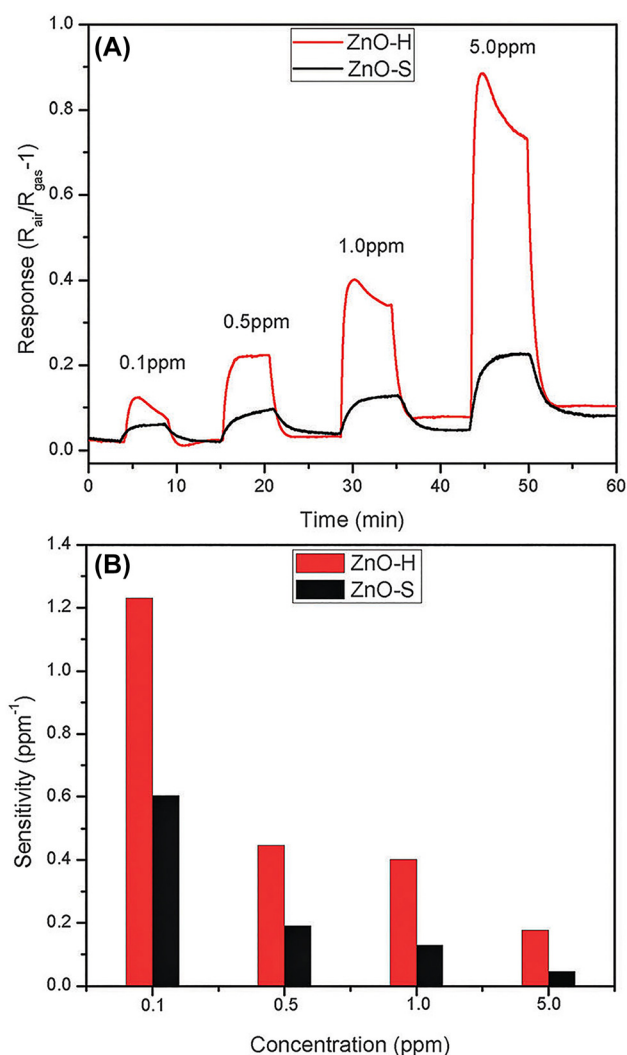 (A)
ZnO-H
ZnO-S
5.0ppm
1.0ppm
0.5ppm
0.1ppm
Response (Rair/Rgas-1)
1.0
0.8
0.6
0.4
0.2
0.0
0 10 20 30 40 50 60
Time (min)
(B)
ZnO-H
ZnO-S
Sensitivity (ppm-1)
1.4
1.2
1.0
0.8
0.6
0.4
0.2
0.0
0.1 0.5 1.0 5.0
Concentration (ppm)